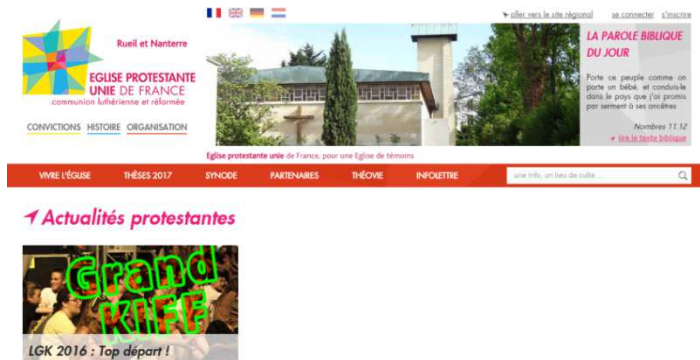 aller vers le site régional se connecter s'inscrire
Rueil et Nanterre
EGLISE PROTESTANTE
UNIE DE FRANCE
communion luthérienne et réformée
CONVICTIONS HISTOIRE ORGANISATION
LA PAROLE BIBLIQUE
DU JOUR
Porte ce peuple comme on
porte un bébé, et conduis-le
dans le pays que j'ai promis
par serment à ses ancêtres
Nombres 11.12
lire le texte biblique
Eglise protestante unie de France, pour une Eglise de témoins
VIVRE L'ÉGLISE THÈSES 2017 SYNODE PARTENAIRES THÉOVIE INFOLETTRE une info, un lieu de culte...
Actualités protestantes
Grand
KIFF
LGK 2016 : Top départ !